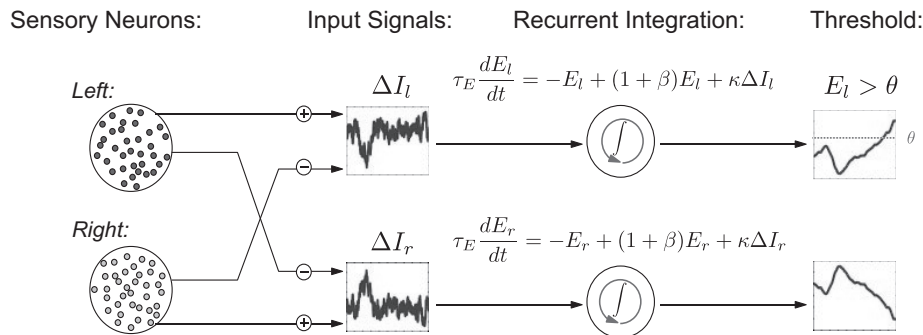 Sensory Neurons: Input Signals: Recurrent Integration: Threshold:
Left: + ΔI_l τ_E dE_l/dt = −E_l + (1 + β)E_l + κΔI_l E_l > θ
∫ θ
−
Right: ΔI_r τ_E dE_r/dt = −E_r + (1 + β)E_r + κΔI_r
−
∫
+